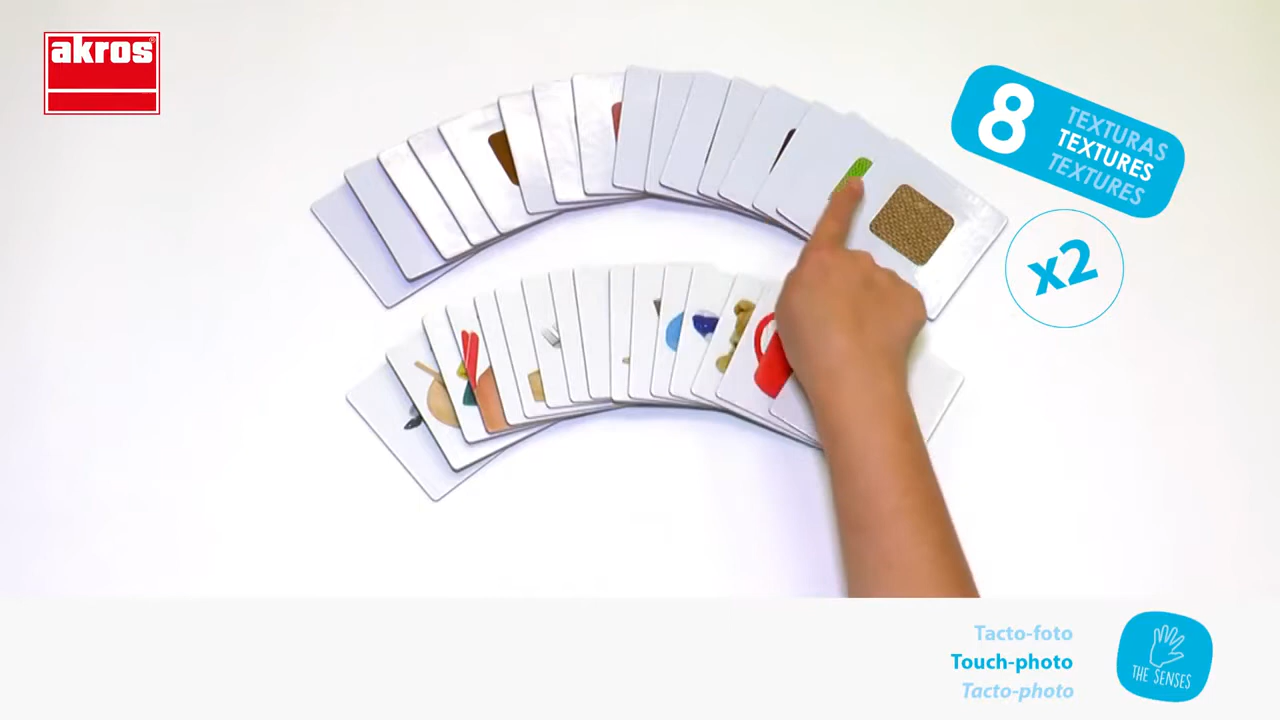 akros
8
TEXTURAS
TEXTURES
TEXTURES
x2
Tacto-foto
Touch-photo
Tacto-photo
THE SENSES